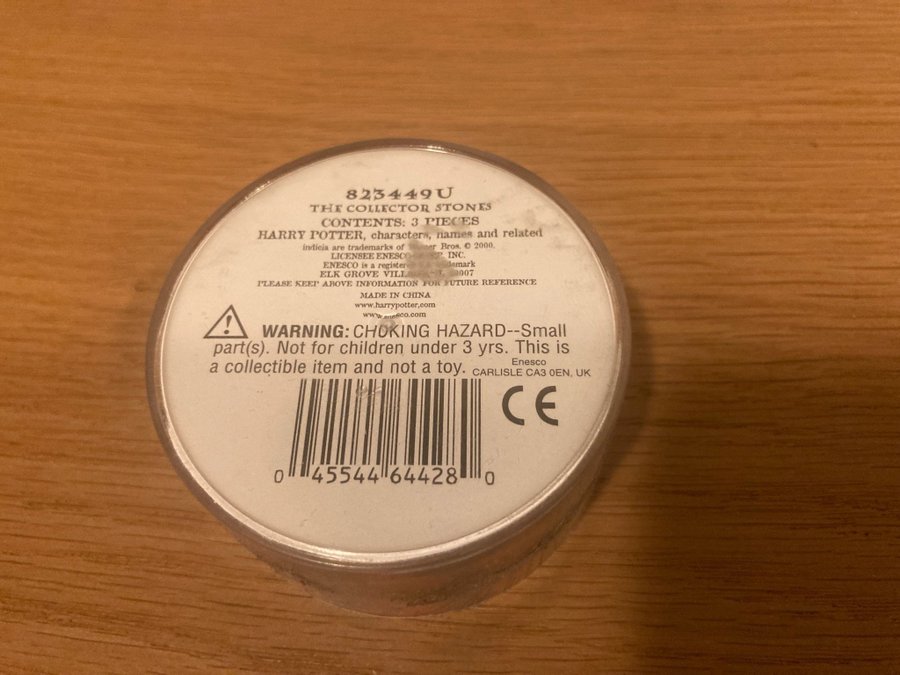 823449U
THE COLLECTOR STONES
CONTENTS: 3 PIECES
HARRY POTTER, characters, names and related
indicia are trademarks of Bros. © 2000.
LICENSEE INC.
ENESCO is a
ELK GROVE
PLEASE KEEP ABOVE INFORMATION FOR FUTURE REFERENCE
MADE IN CHINA
www.harrypotter.com
www.enesco.com
WARNING: CHOKING HAZARD--Small
part(s). Not for children under 3 yrs. This is
a collectible item and not a toy.
Enesco
CARLISLE CA3 0EN, UK
CE
0 45544 64428 0